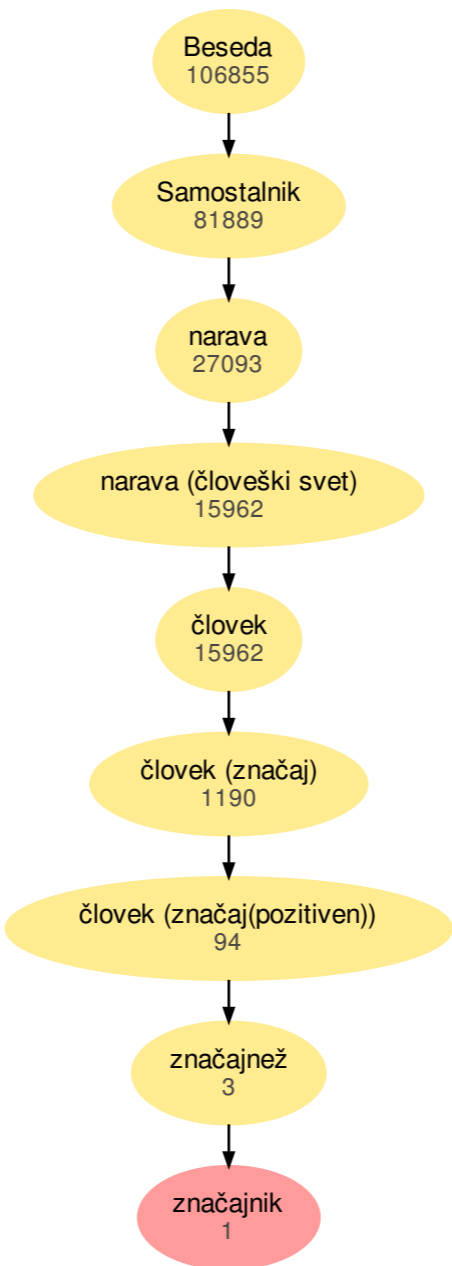 Beseda
106855
Samostalnik
81889
narava
27093
narava (človeški svet)
15962
človek
15962
človek (značaj)
1190
človek (značaj(pozitiven))
94
značajnež
3
značajnik
1